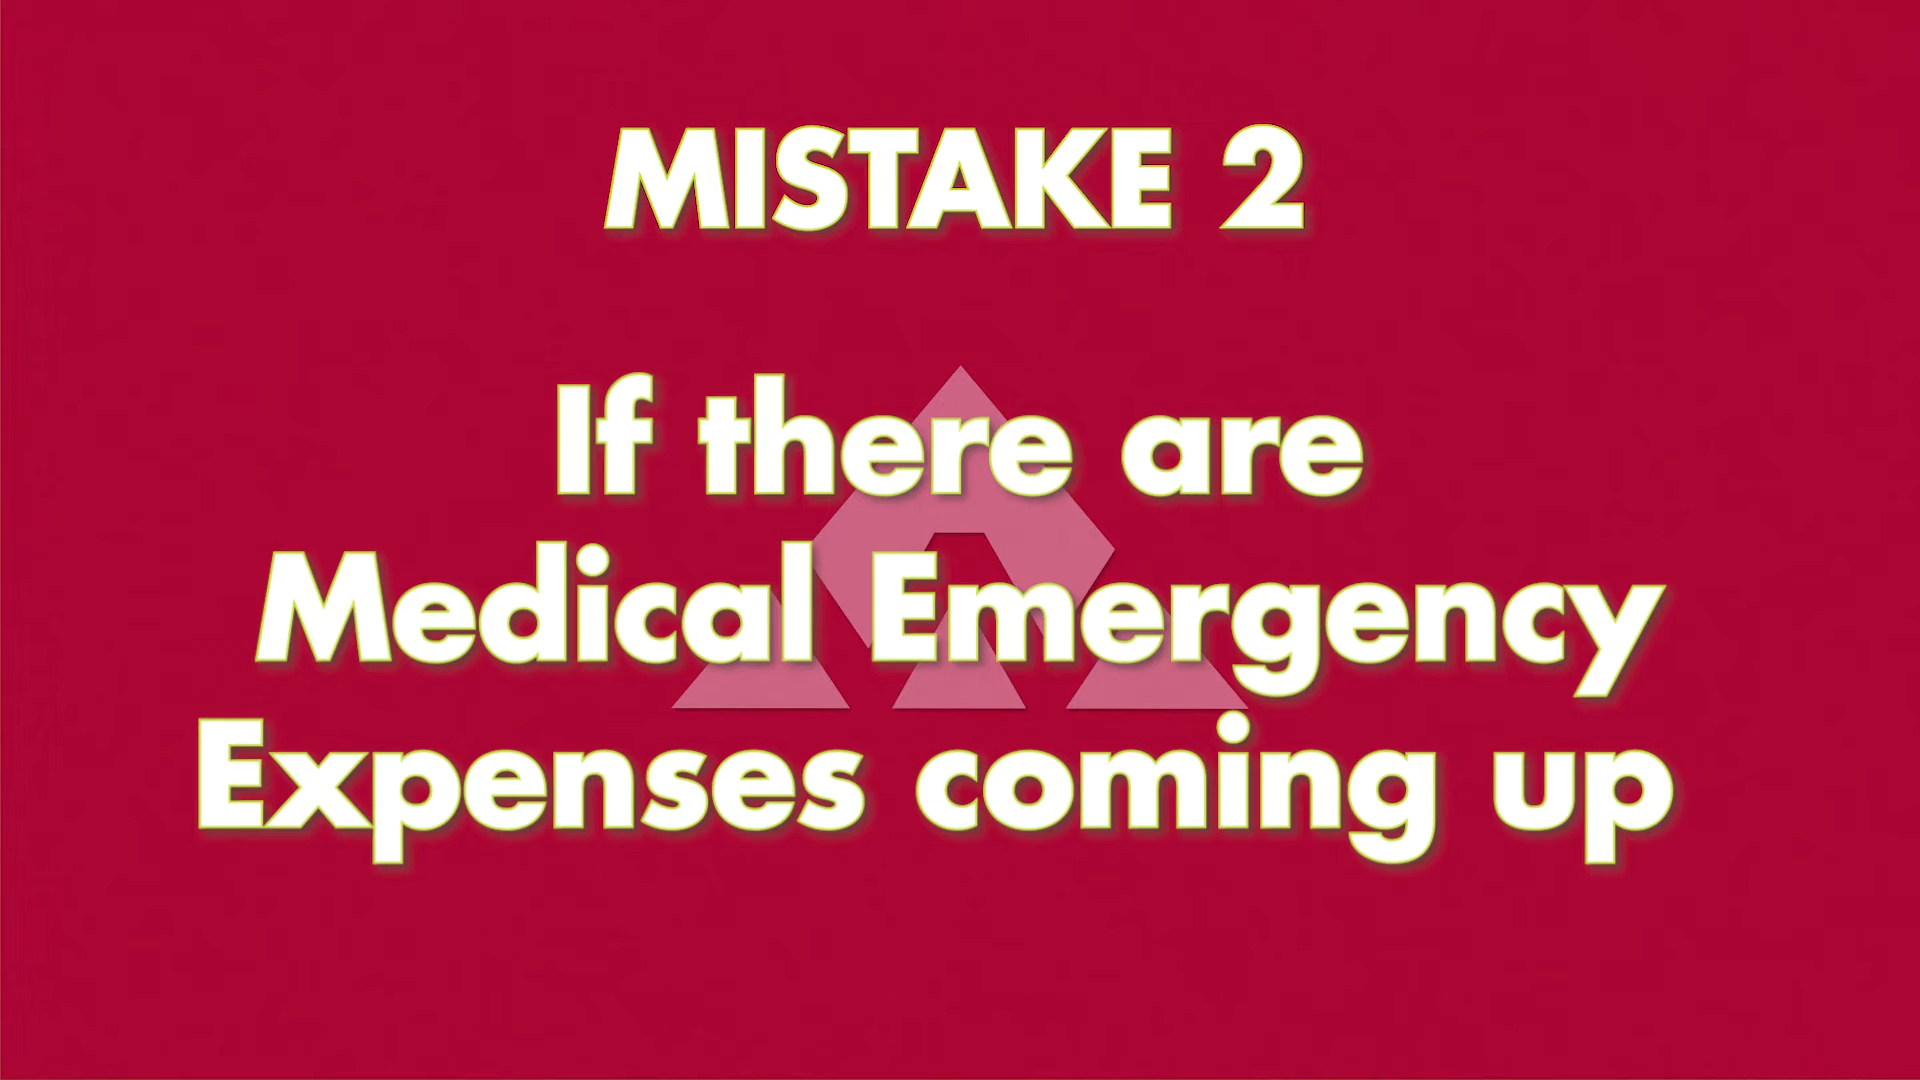 MISTAKE 2
If there are
Medical Emergency
Expenses coming up